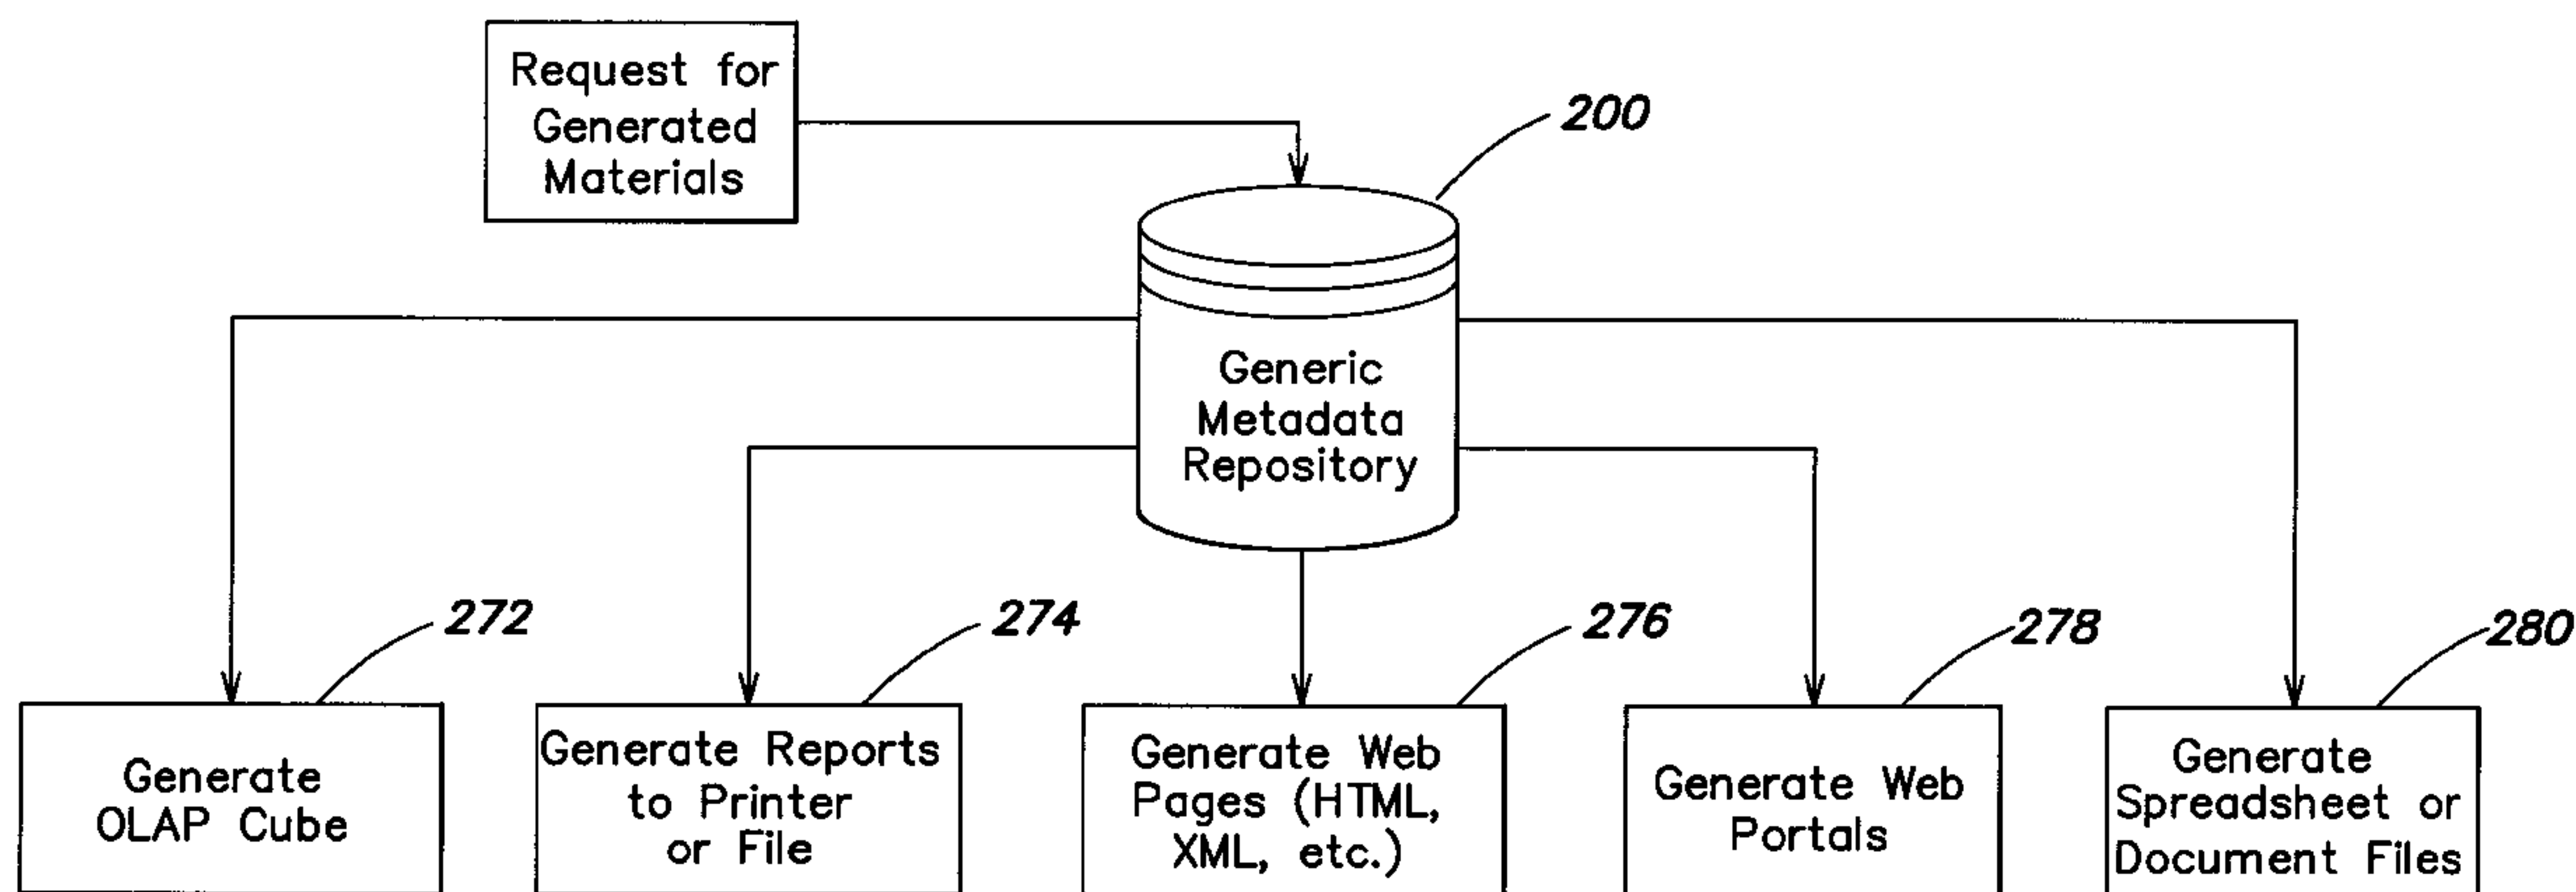 Request for
Generated
Materials
200
Generic
Metadata
Repository
272
Generate
OLAP Cube
274
Generate Reports
to Printer
or File
276
Generate Web
Pages (HTML,
XML, etc.)
278
Generate Web
Portals
280
Generate
Spreadsheet or
Document Files